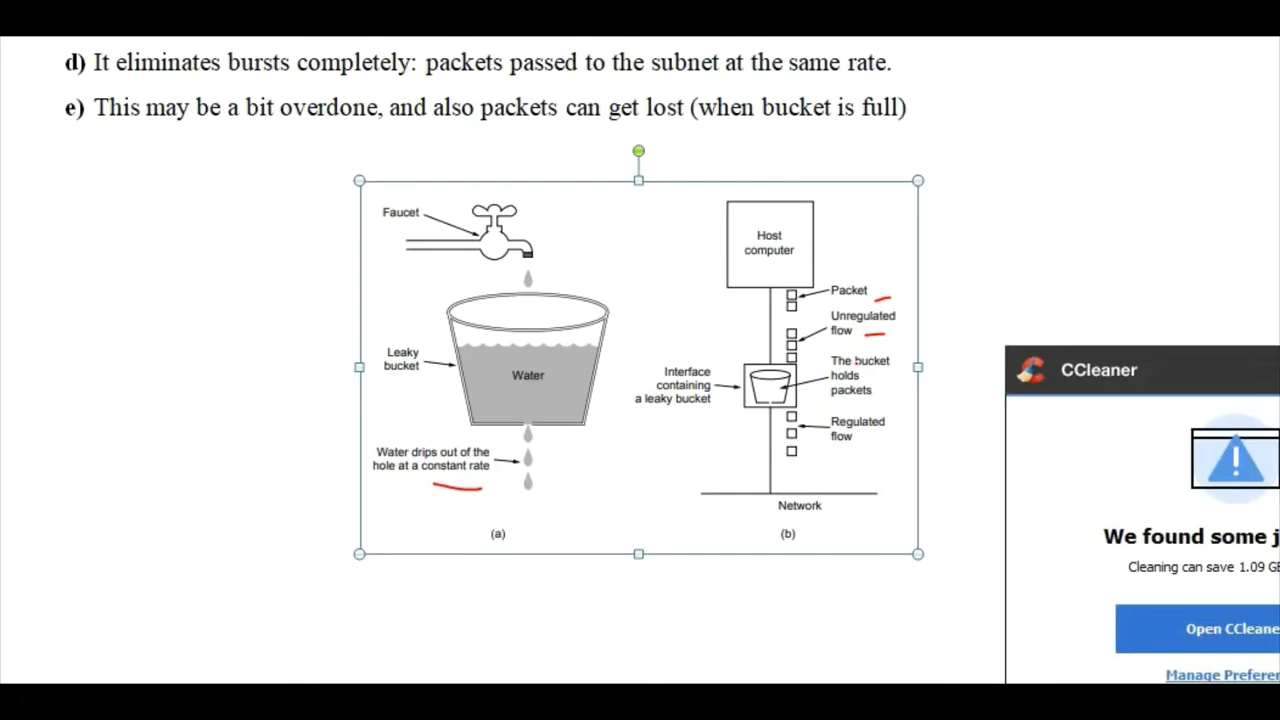 d) It eliminates bursts completely: packets passed to the subnet at the same rate.
e) This may be a bit overdone, and also packets can get lost (when bucket is full)
Faucet
Leaky
bucket
Water
Water drips out of the
hole at a constant rate
(a)
Host
computer
Packet
Unregulated
flow
The bucket
holds
packets
Interface
containing
a leaky bucket
Regulated
flow
Network
(b)
CCleaner
We found some j
Cleaning can save 1.09 G
Open CCleane
Manage Prefere